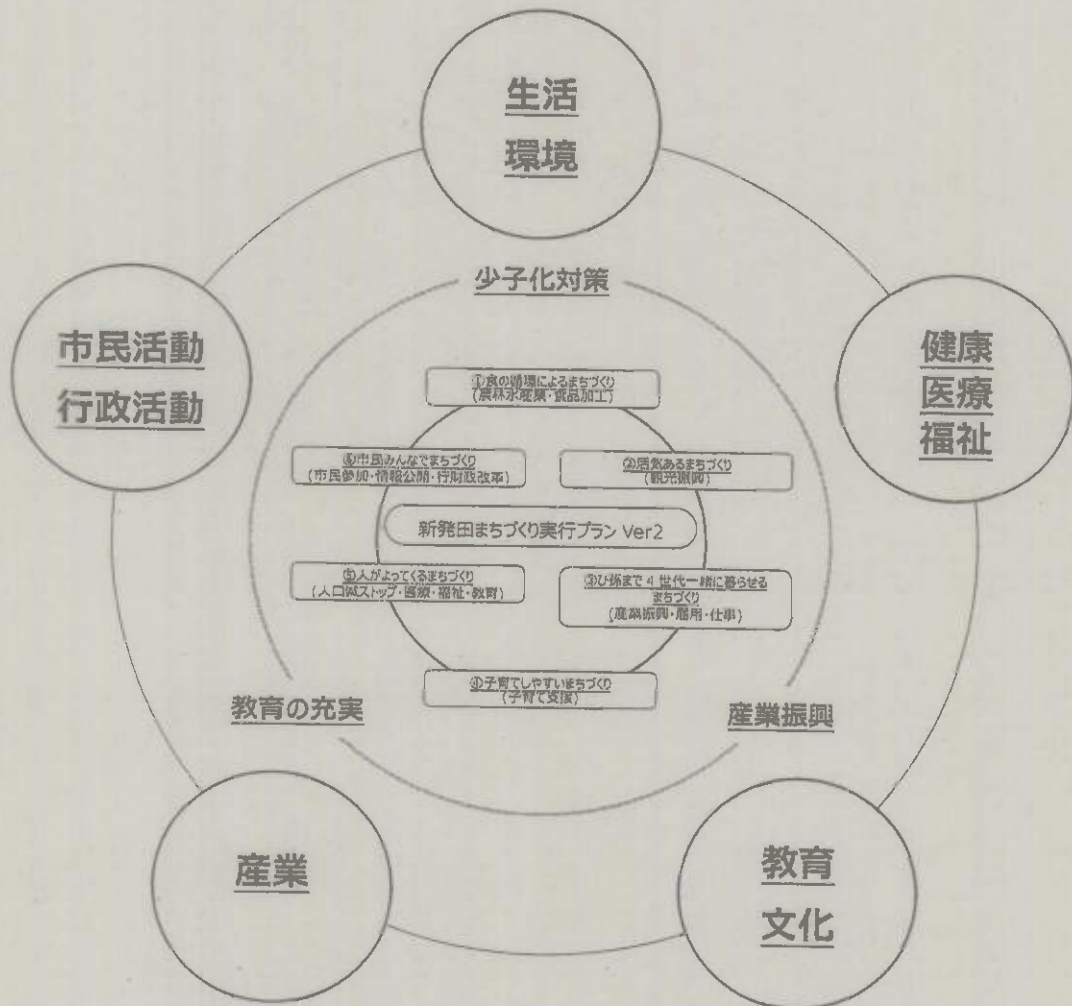 生活
環境
市民活動
行政活動
健康
医療
福祉
少子化対策
①食の循環によるまちづくり
(農林水産業・食品加工)
⑥市民みんなでまちづくり
(市民参加・情報公開・行財政改革)
②活気あるまちづくり
(観光振興)
新発田まちづくり実行プラン Ver2
⑤人がよってくるまちづくり
(人口減ストップ・医療・福祉・教育)
③ひ孫まで 4 世代一緒に暮らせる
まちづくり
(産業振興・雇用・仕事)
④子育てしやすいまちづくり
(子育て支援)
教育の充実
産業振興
産業
教育
文化